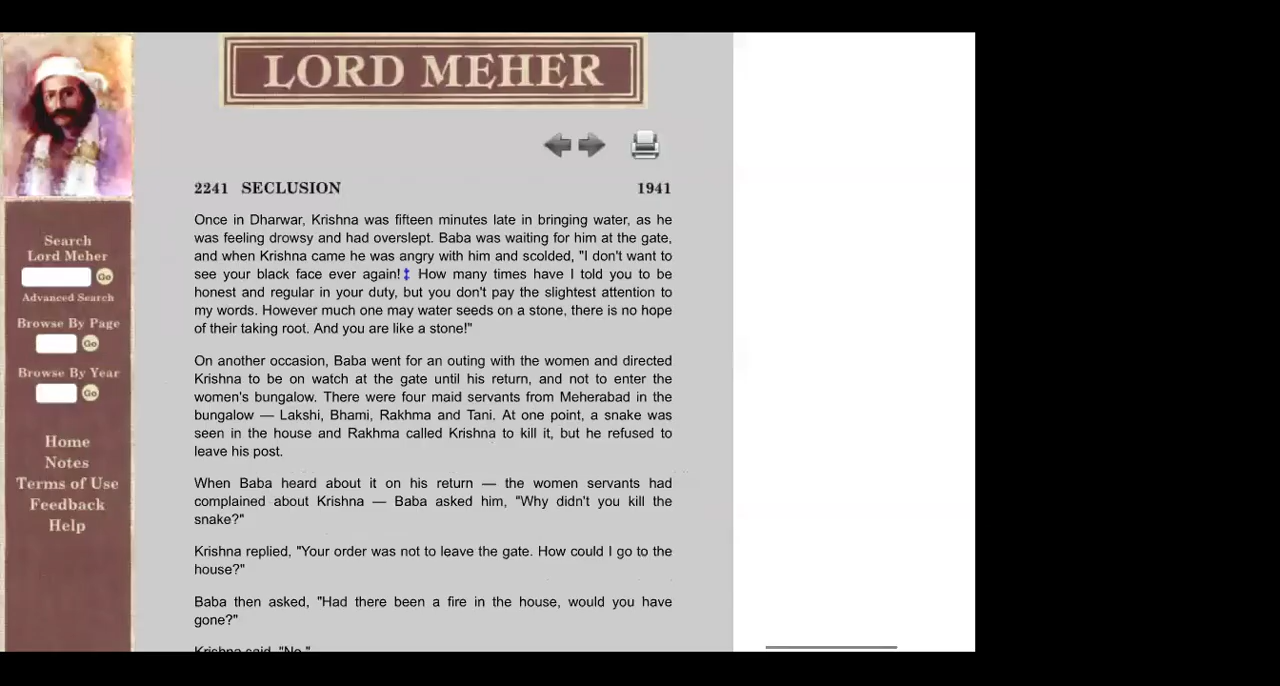 LORD MEHER
2241 SECLUSION 1941
Once in Dharwar, Krishna was fifteen minutes late in bringing water, as he
was feeling drowsy and had overslept. Baba was waiting for him at the gate,
and when Krishna came he was angry with him and scolded, "I don't want to
see your black face ever again!‡ How many times have I told you to be
honest and regular in your duty, but you don't pay the slightest attention to
my words. However much one may water seeds on a stone, there is no hope
of their taking root. And you are like a stone!"
On another occasion, Baba went for an outing with the women and directed
Krishna to be on watch at the gate until his return, and not to enter the
women's bungalow. There were four maid servants from Meherabad in the
bungalow — Lakshi, Bhami, Rakhma and Tani. At one point, a snake was
seen in the house and Rakhma called Krishna to kill it, but he refused to
leave his post.
When Baba heard about it on his return — the women servants had
complained about Krishna — Baba asked him, "Why didn't you kill the
snake?"
Krishna replied, "Your order was not to leave the gate. How could I go to the
house?"
Baba then asked, "Had there been a fire in the house, would you have
gone?"
Krishna said, "No."
Search
Lord Meher
Go
Advanced Search
Browse By Page
Go
Browse By Year
Go
Home
Notes
Terms of Use
Feedback
Help